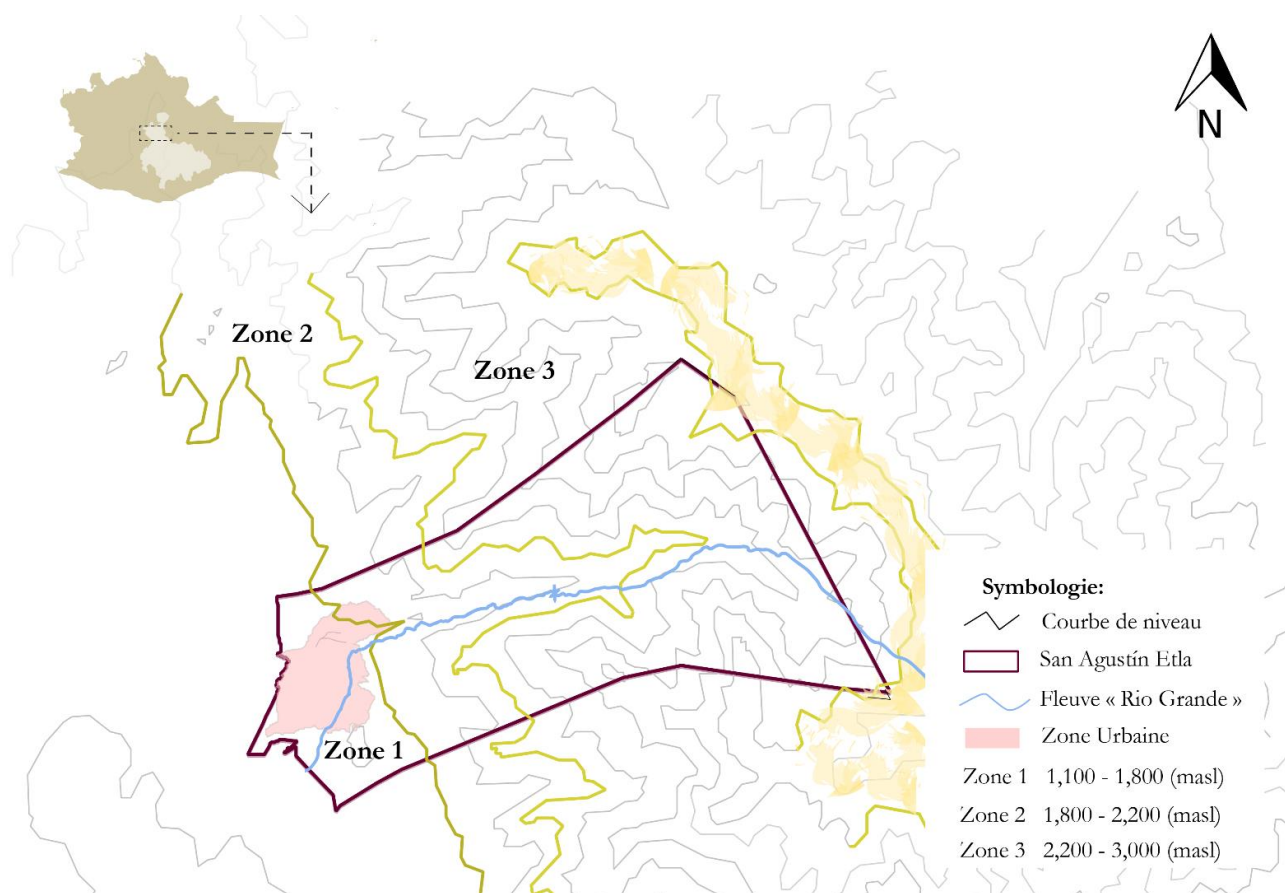 N
Zone 2
Zone 3
Zone 1
Symbologie:
Courbe de niveau
San Agustín Etla
Fleuve « Rio Grande »
Zone Urbaine
Zone 1 1,100 - 1,800 (masl)
Zone 2 1,800 - 2,200 (masl)
Zone 3 2,200 - 3,000 (masl)